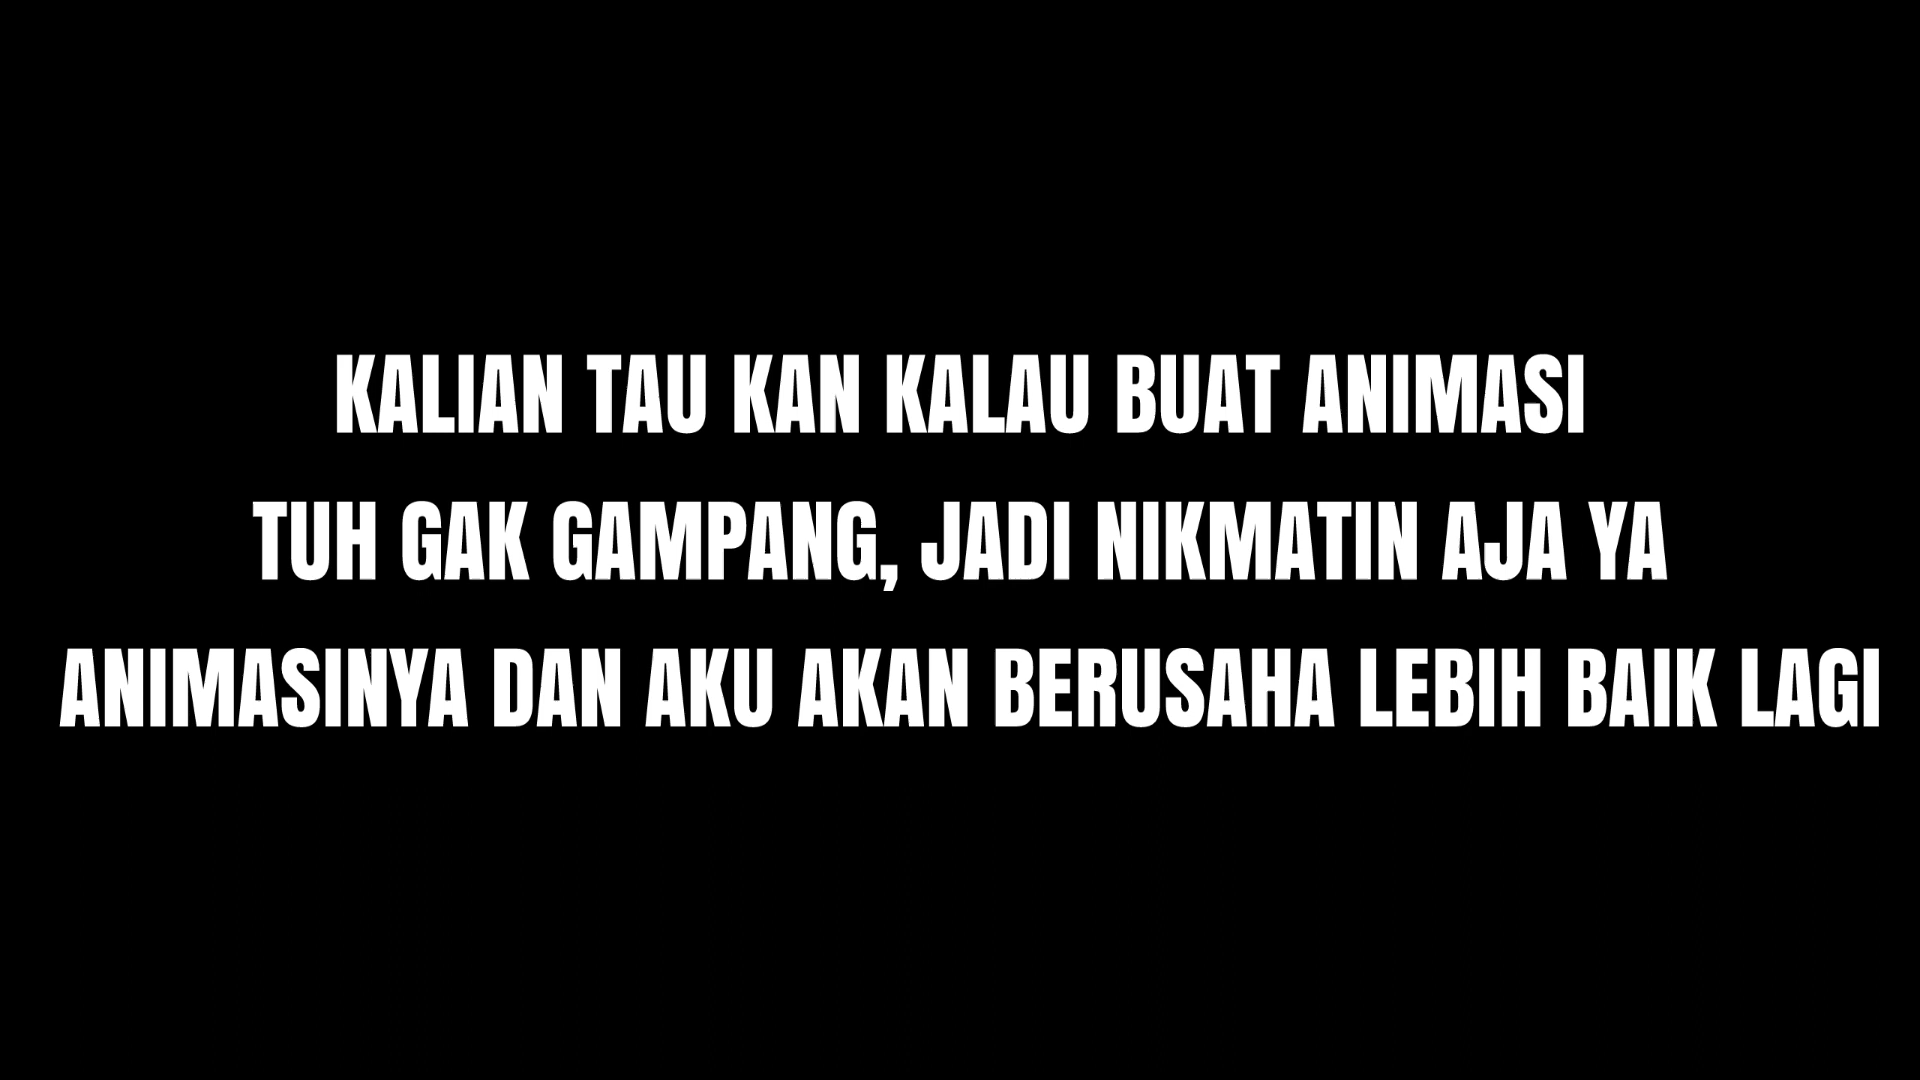 KALIAN TAU KAN KALAU BUAT ANIMASI
TUH GAK GAMPANG, JADI NIKMATIN AJA YA
ANIMASINYA DAN AKU AKAN BERUSAHA LEBIH BAIK LAGI